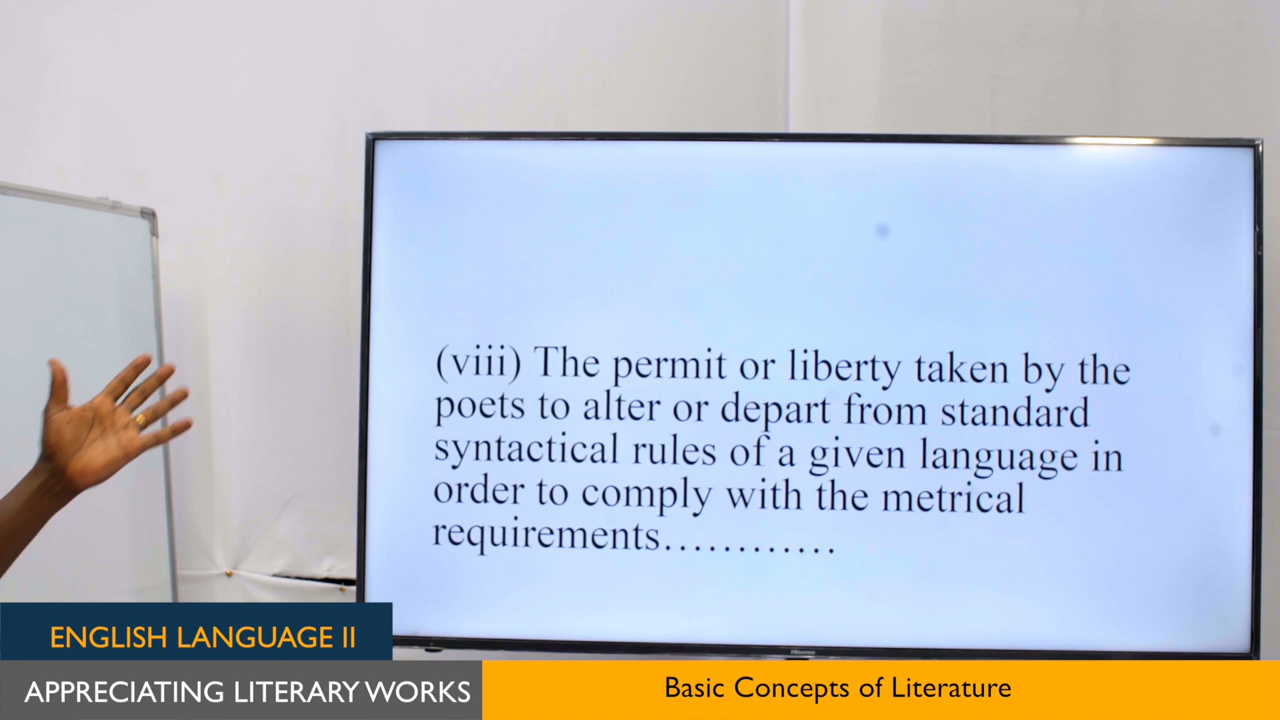 (viii) The permit or liberty taken by the
poets to alter or depart from standard
syntactical rules of a given language in
order to comply with the metrical
requirements............
Hisense
ENGLISH LANGUAGE II
APPRECIATING LITERARY WORKS
Basic Concepts of Literature